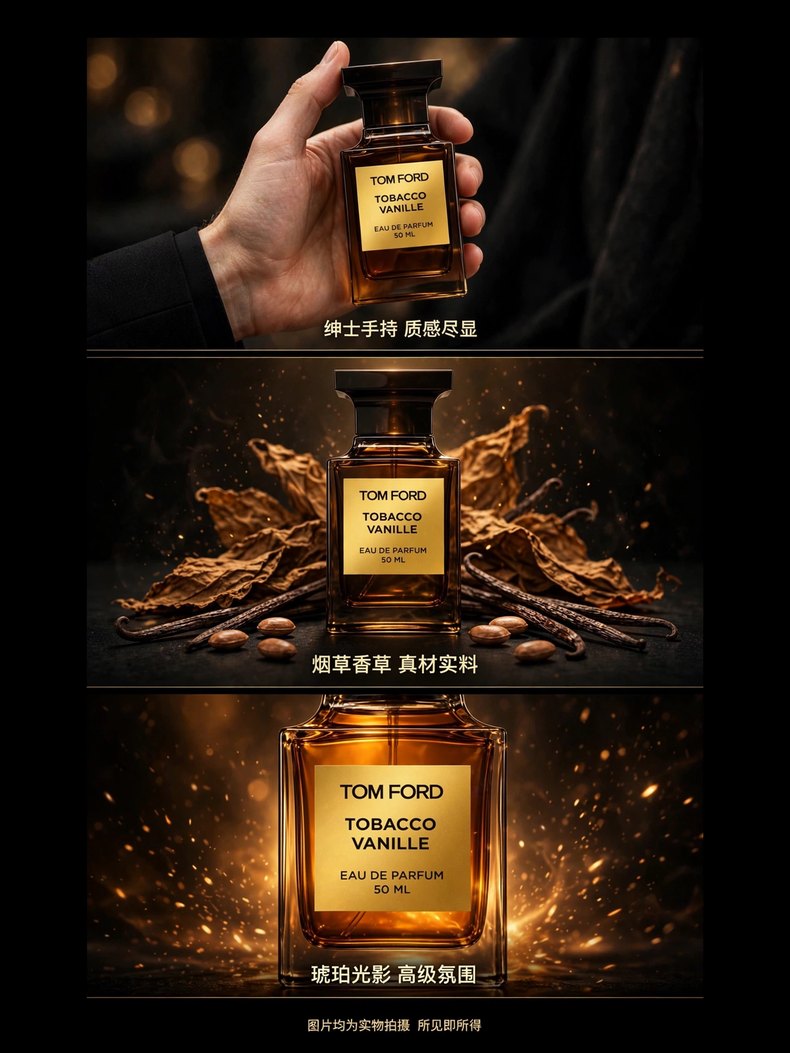 TOM FORD
TOBACCO
VANILLE
EAU DE PARFUM
50 ML
绅士手持 质感尽显
TOM FORD
TOBACCO
VANILLE
EAU DE PARFUM
50 ML
烟草香草 真材实料
TOM FORD
TOBACCO
VANILLE
EAU DE PARFUM
50 ML
琥珀光影 高级氛围
图片均为实物拍摄 所见即所得